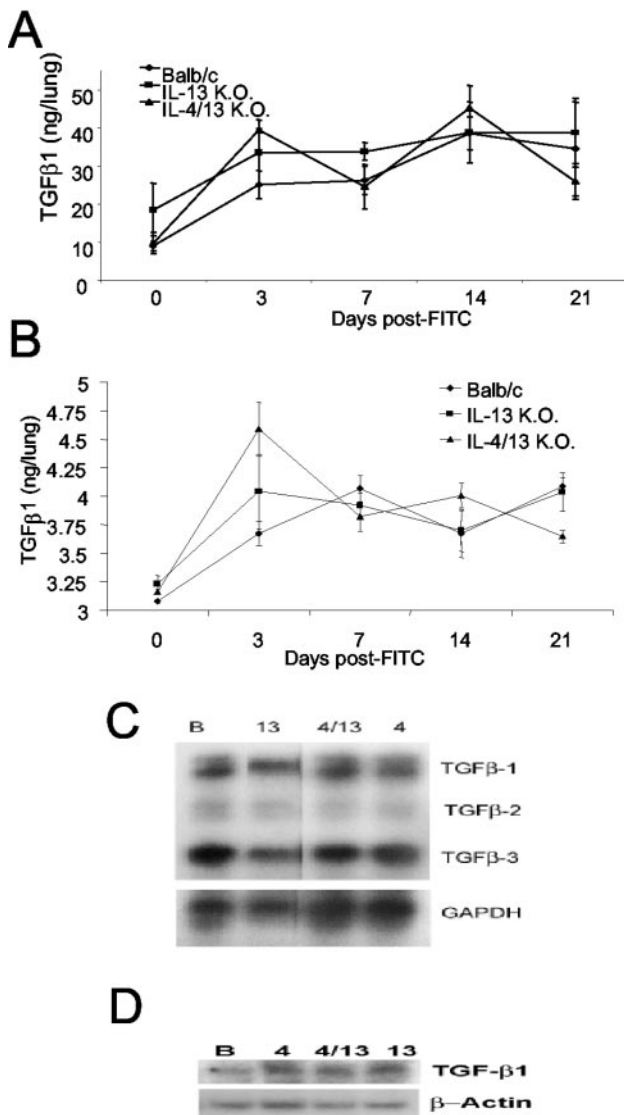 A
Balb/c
IL-13 K.O.
IL-4/13 K.O.
TGFβ1 (ng/lung)
50
40
30
20
10
0
0 3 7 14 21
Days post-FITC
B
Balb/c
IL-13 K.O.
IL-4/13 K.O.
TGFβ1 (ng/lung)
5
4.75
4.5
4.25
4
3.75
3.5
3.25
3
0 3 7 14 21
Days post-FITC
C
B 13 4/13 4
TGFβ-1
TGFβ-2
TGFβ-3
GAPDH
D
B 4 4/13 13
TGF-β1
β-Actin